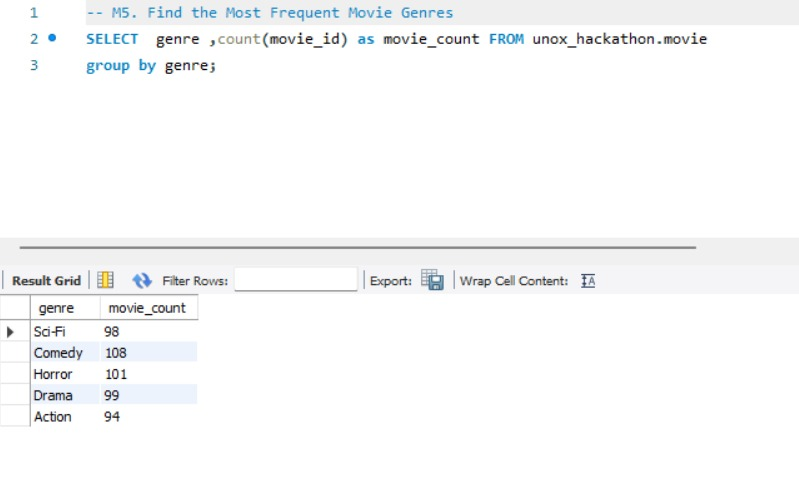 1 -- M5. Find the Most Frequent Movie Genres
2 SELECT genre ,count(movie_id) as movie_count FROM unox_hackathon.movie
3 group by genre;
Result Grid Filter Rows: Export: Wrap Cell Content: IA
genre movie_count
Sci-Fi 98
Comedy 108
Horror 101
Drama 99
Action 94